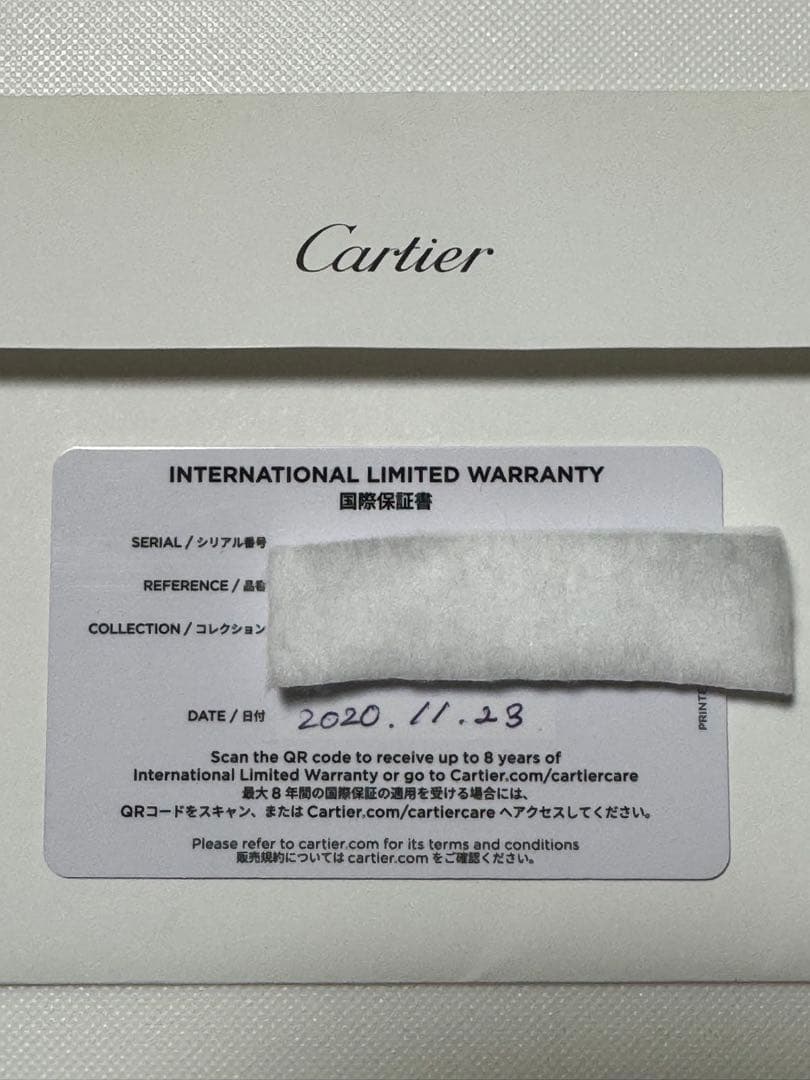 Cartier
INTERNATIONAL LIMITED WARRANTY
国際保証書
SERIAL / シリアル番号
REFERENCE / 品番
COLLECTION / コレクション
DATE / 日付 2020.11.23
PRINTE
Scan the QR code to receive up to 8 years of
International Limited Warranty or go to Cartier.com/cartiercare
最大 8 年間の国際保証の適用を受ける場合には、
QRコードをスキャン、または Cartier.com/cartiercare へアクセスしてください。
Please refer to cartier.com for its terms and conditions
販売規約については cartier.com をご確認ください。